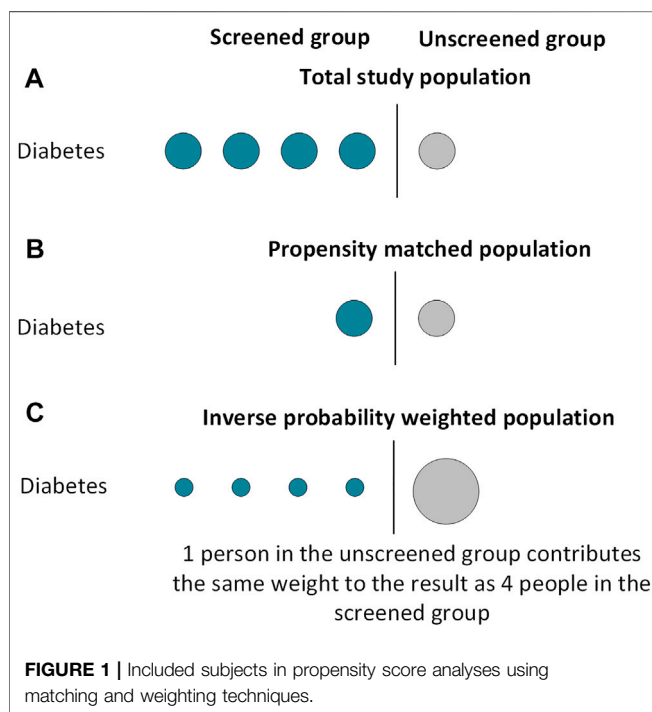 Screened group Unscreened group
A Total study population
Diabetes
B Propensity matched population
Diabetes
C Inverse probability weighted population
Diabetes
1 person in the unscreened group contributes
the same weight to the result as 4 people in the
screened group
FIGURE 1 | Included subjects in propensity score analyses using
matching and weighting techniques.